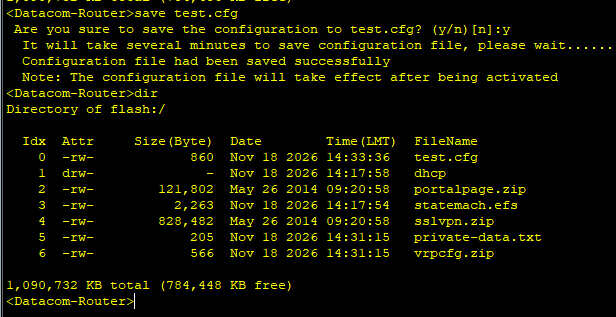 <Datacom-Router>save test.cfg
Are you sure to save the configuration to test.cfg? (y/n)[n]:y
It will take several minutes to save configuration file, please wait......
Configuration file had been saved successfully
Note: The configuration file will take effect after being activated
<Datacom-Router>dir
Directory of flash:/
Idx  Attr     Size(Byte)  Date        Time(LMT)  FileName
0  -rw-            860  Nov 18 2026 14:33:36   test.cfg
1  drw-              -  Nov 18 2026 14:17:58   dhcp
2  -rw-        121,802  May 26 2014 09:20:58   portalpage.zip
3  -rw-          2,263  Nov 18 2026 14:17:54   statemach.efs
4  -rw-        828,482  May 26 2014 09:20:58   sslvpn.zip
5  -rw-            205  Nov 18 2026 14:31:15   private-data.txt
6  -rw-            566  Nov 18 2026 14:31:15   vrpcfg.zip
1,090,732 KB total (784,448 KB free)
<Datacom-Router>